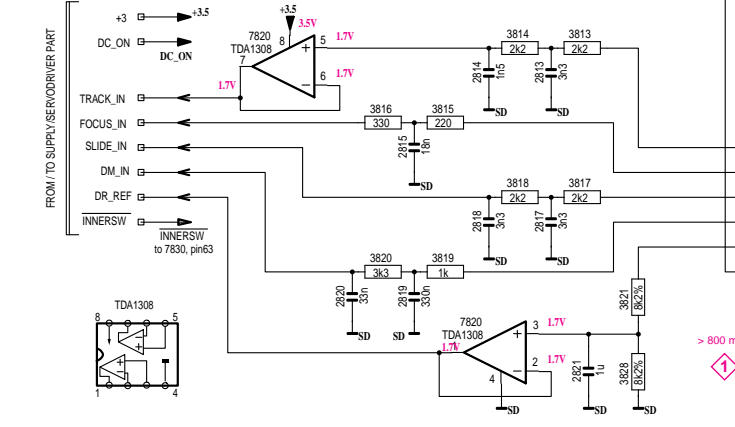 FROM / TO SUPPLY/SERVODRIVER PART
+3
+3.5
DC_ON
DC_ON
TRACK_IN
FOCUS_IN
SLIDE_IN
DM_IN
DR_REF
INNERSW
INNERSW
to 7830, pin63
+3.5
3.5V
7820
TDA1308
8
5
1.7V
7
6
1.7V
1.7V
3814
2k2
3813
2k2
2814
1n5
2813
3n3
SD
SD
3816
330
3815
220
2815
18n
SD
3818
2k2
3817
2k2
2818
3n3
2817
3n3
SD
SD
3820
3k3
3819
1k
2820
33n
2819
330n
SD
SD
3821
8k2%
TDA1308
8
5
1
4
7820
TDA1308
3
1.7V
1.7V
2
1.7V
4
SD
2821
1u
SD
3828
8k2%
SD
> 800 m
1